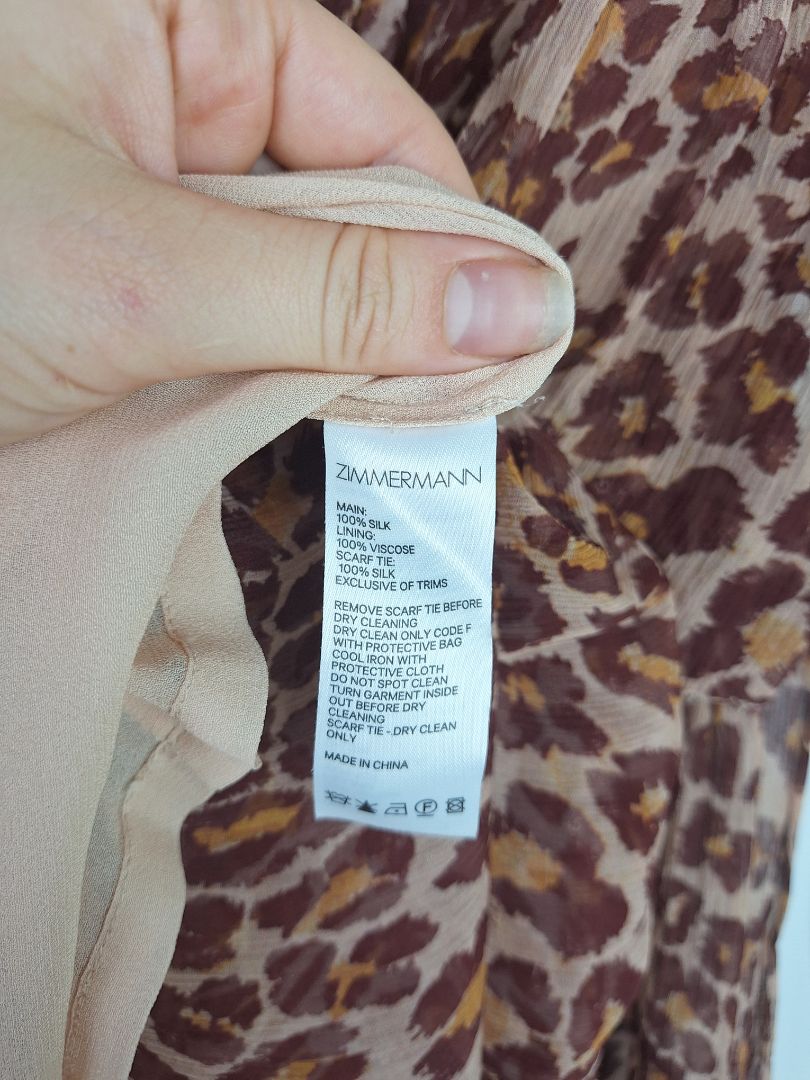 ZIMMERMANN
MAIN:
100% SILK
LINING:
100% VISCOSE
SCARF TIE:
100% SILK
EXCLUSIVE OF TRIMS
REMOVE SCARF TIE BEFORE
DRY CLEANING
DRY CLEAN ONLY CODE F
WITH PROTECTIVE BAG
COOL IRON WITH
PROTECTIVE CLOTH
DO NOT SPOT CLEAN
TURN GARMENT INSIDE
OUT BEFORE DRY
CLEANING
SCARF TIE - DRY CLEAN
ONLY
MADE IN CHINA
F